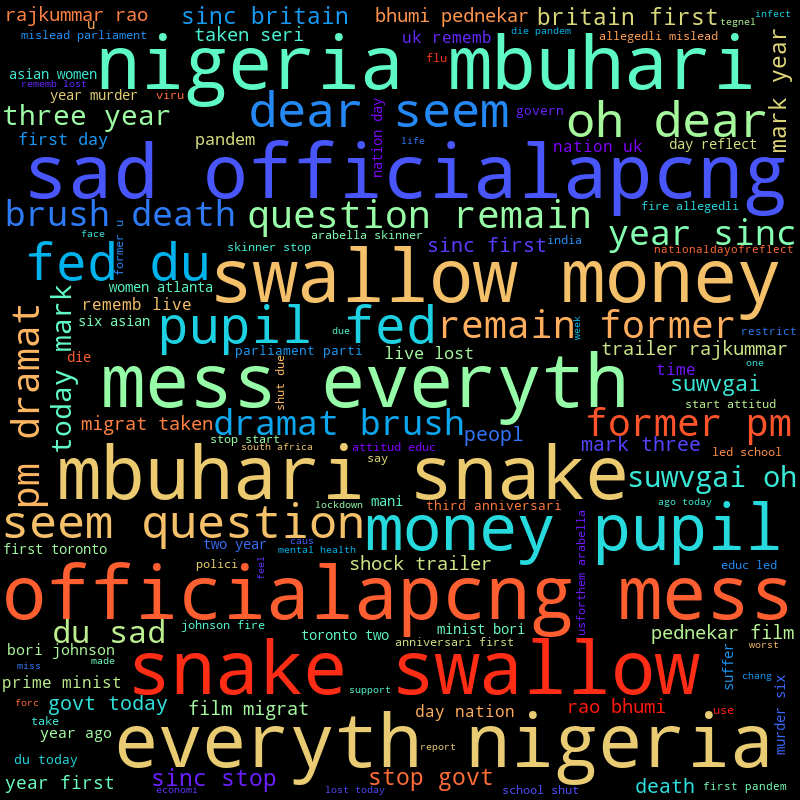 rajkummar rao
u
sinc britain
bhumi pednekar
britain first
tegnel
infect
mislead parliament
taken seri
uk rememb
die pandem
allegedli mislead
nigeria mbuhari
mark year
flu
asian women
rememb lost
year murder
viru
dear seem
govern
oh dear
three year
nation day
first day
pandem
life
nation uk
day reflect
sad officialapcng
brush death
question remain
fire allegedli
face
former u
arabella skinner
skinner stop
sinc first
india
year sinc
nationaldayofreflect
fed du
swallow money
women atlanta
rememb live
today mark
six asian
pupil fed
due
remain former
week
restrict
pm dramat
die
parliament parti
live lost
trailer rajkummar
shut due
time
one
mess everyth
suwvgai
start attitud
migrat taken
dramat brush
peopl
former pm
stop start
south africa
attitud educ
mark three
led school
say
mbuhari snake
suwvgai oh
seem question
lockdown
mani
third anniversari
ago today
money pupil
first toronto
two year
caus
mental health
feel
polici
shock trailer
usforthem arabella
educ led
officialapcng mess
du sad
johnson fire
toronto two
minist bori
pednekar film
bori johnson
anniversari first
worst
miss
made
snake swallow
suffer
chang
prime minist
support
murder six
forc
govt today
film migrat
day nation
rao bhumi
use
take
year ago
everyth nigeria
report
du today
year first
sinc stop
economi
stop govt
lost today
school shut
death
first pandem